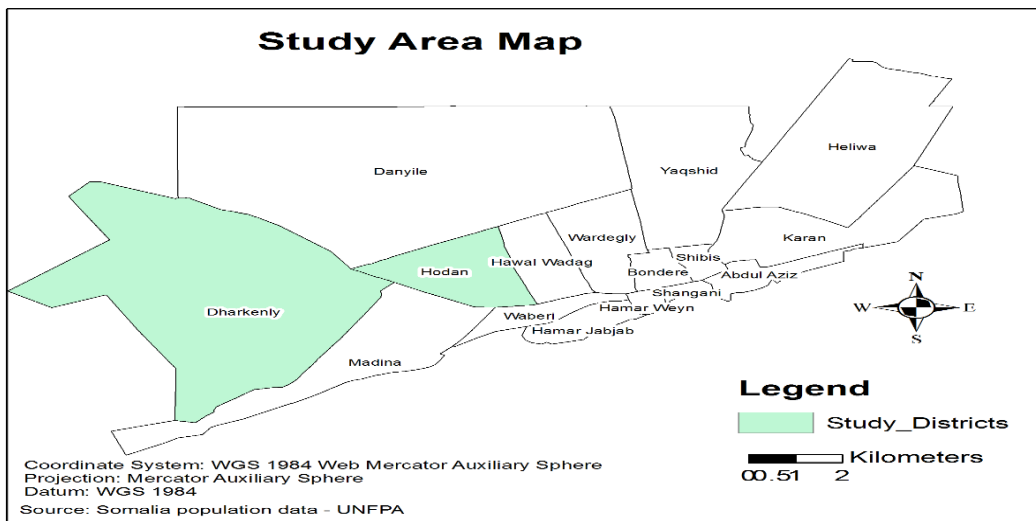 Study Area Map
Heliwa
Danyile
Yaqshid
Wardegly
Karan
Shibis
Hawal Wadag
Hodan
Bondere
Abdul Aziz
Shangani
Dharkenly
Hamar Weyn
Waberi
Hamar Jabjab
Madina
N
W
E
S
Legend
Study_Districts
Kilometers
00.51 2
Coordinate System: WGS 1984 Web Mercator Auxiliary Sphere
Projection: Mercator Auxiliary Sphere
Datum: WGS 1984
Source: Somalia population data - UNFPA